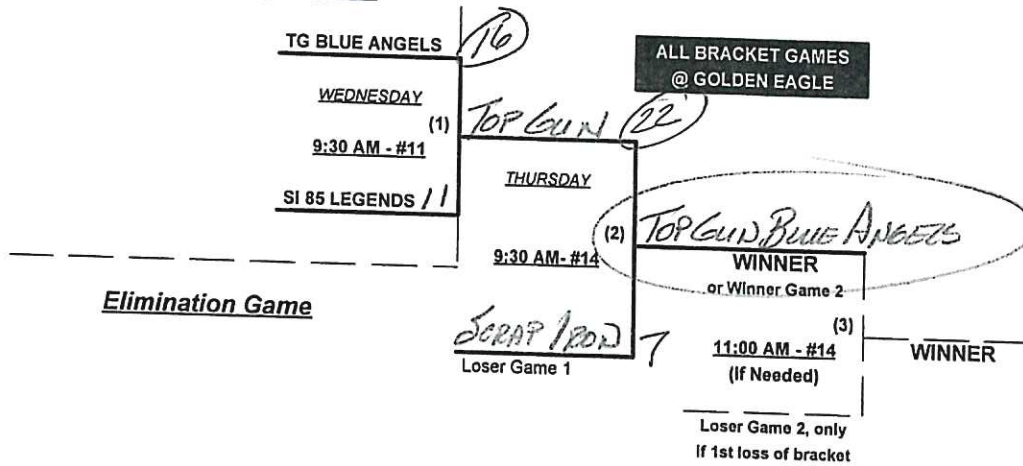 TG BLUE ANGELS 16
ALL BRACKET GAMES
@ GOLDEN EAGLE
WEDNESDAY
(1)
TOP GUN 22
9:30 AM - #11
THURSDAY
SI 85 LEGENDS 11
(2)
TOP GUN BLUE ANGELS
9:30 AM- #14
WINNER
or Winner Game 2
Elimination Game
(3)
SCRAP IRON 7
11:00 AM - #14
WINNER
Loser Game 1
(If Needed)
Loser Game 2, only
if 1st loss of bracket